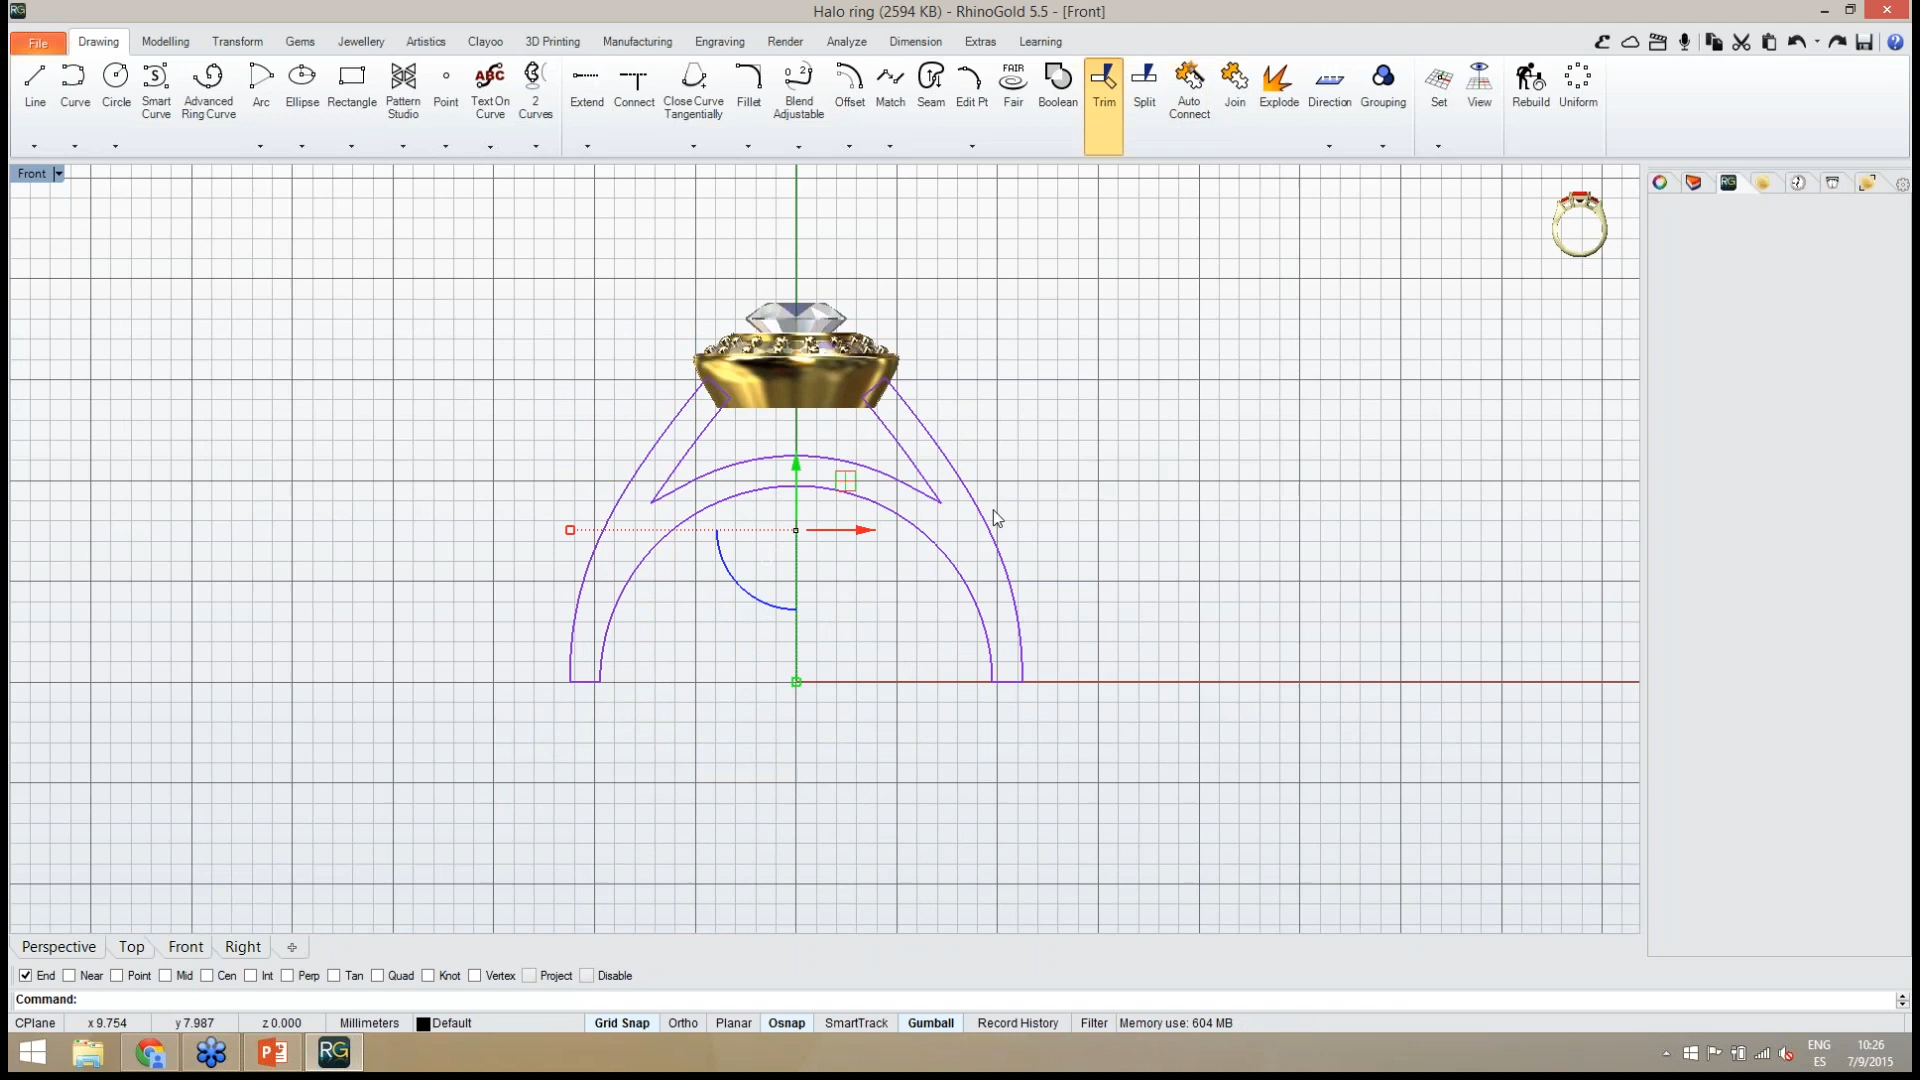 RG
Halo ring (2594 KB) - RhinoGold 5.5 - [Front]
File Drawing Modelling Transform Gems Jewellery Artistics Clayoo 3D Printing Manufacturing Engraving Render Analyze Dimension Extras Learning
Line Curve Circle Smart Curve Advanced Ring Curve Arc Ellipse Rectangle Pattern Studio Point Text On Curve 2 Curves Extend Connect Close Curve Tangentially Fillet Blend Adjustable Offset Match Seam Edit Pt Fair Boolean Trim Split Auto Connect Join Explode Direction Grouping Set View Rebuild Uniform
ABC
FAIR
Front
RG
Perspective Top Front Right
End Near Point Mid Cen Int Perp Tan Quad Knot Vertex Project Disable
Command:
CPlane x 9.754 y 7.987 z 0.000 Millimeters Default Grid Snap Ortho Planar Osnap SmartTrack Gumball Record History Filter Memory use: 604 MB
RG
ENG
ES
10:26
7/9/2015